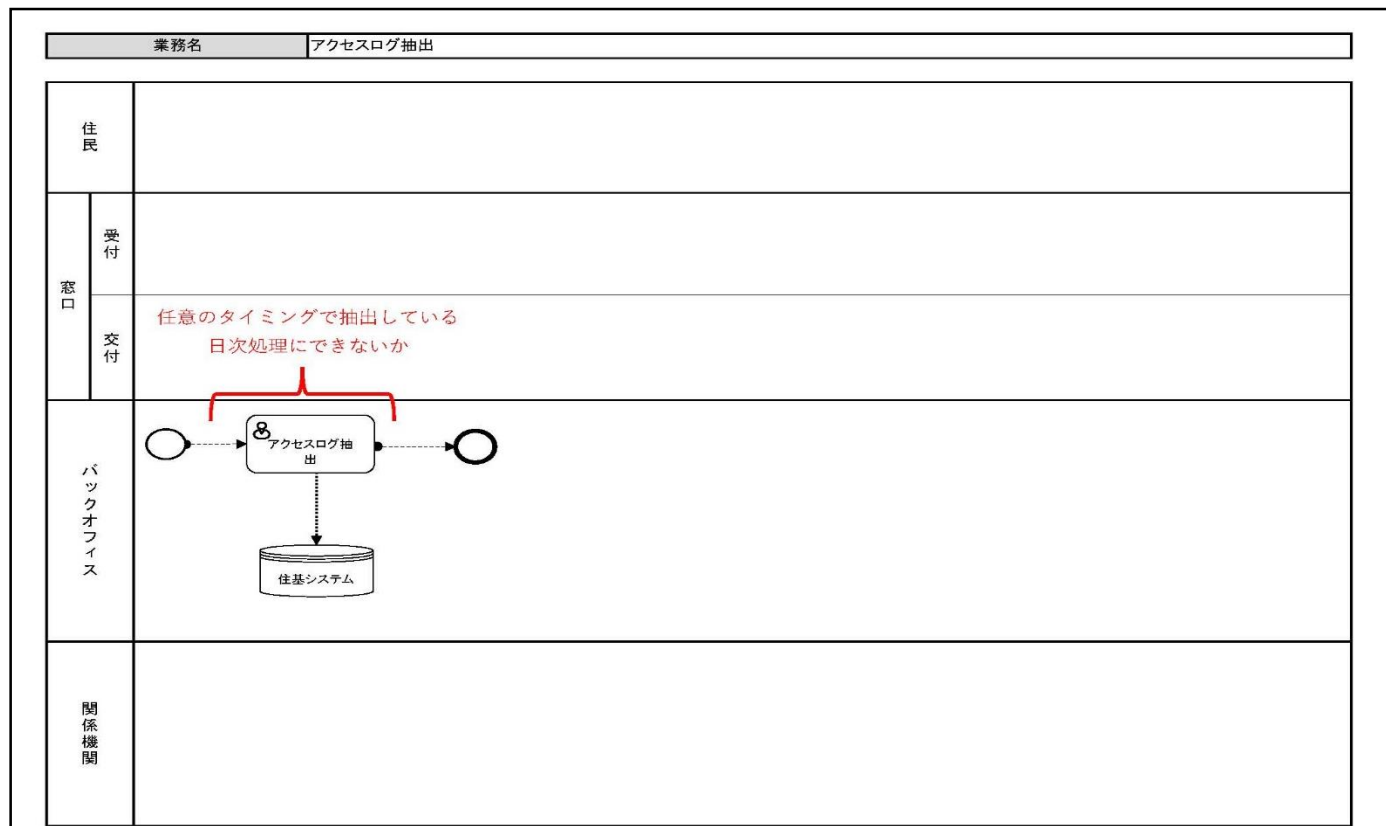 業務名
アクセスログ抽出
住民
窓口
受付
交付
任意のタイミングで抽出している
日次処理にできないか
バックオフィス
アクセスログ抽
出
住基システム
関係機関